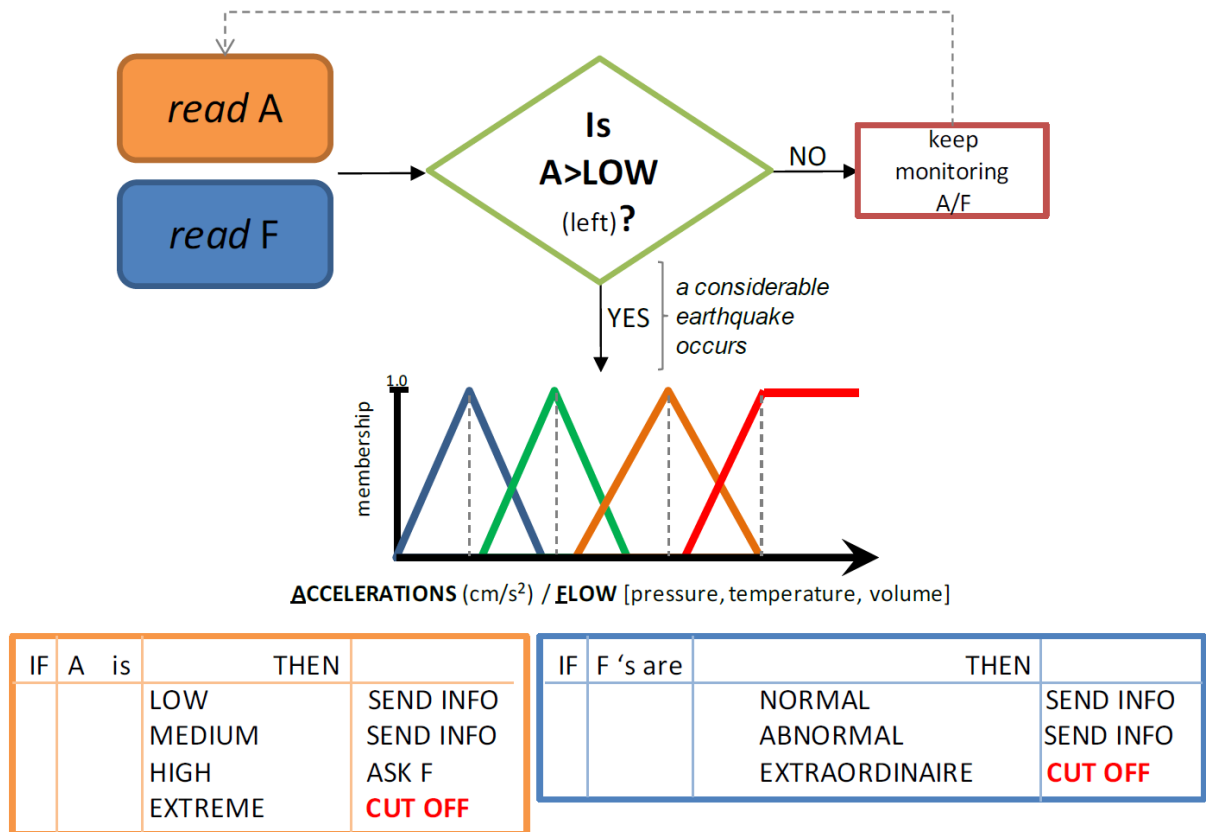 read A
read F
Is
A>LOW
(left)?
NO
keep
monitoring
A/F
YES
a considerable
earthquake
occurs
1.0
membership
ACCELERATIONS (cm/s²) / FLOW [pressure, temperature, volume]
IF A is THEN
LOW SEND INFO
MEDIUM SEND INFO
HIGH ASK F
EXTREME CUT OFF
IF F ‘s are THEN
NORMAL SEND INFO
ABNORMAL SEND INFO
EXTRAORDINAIRE CUT OFF